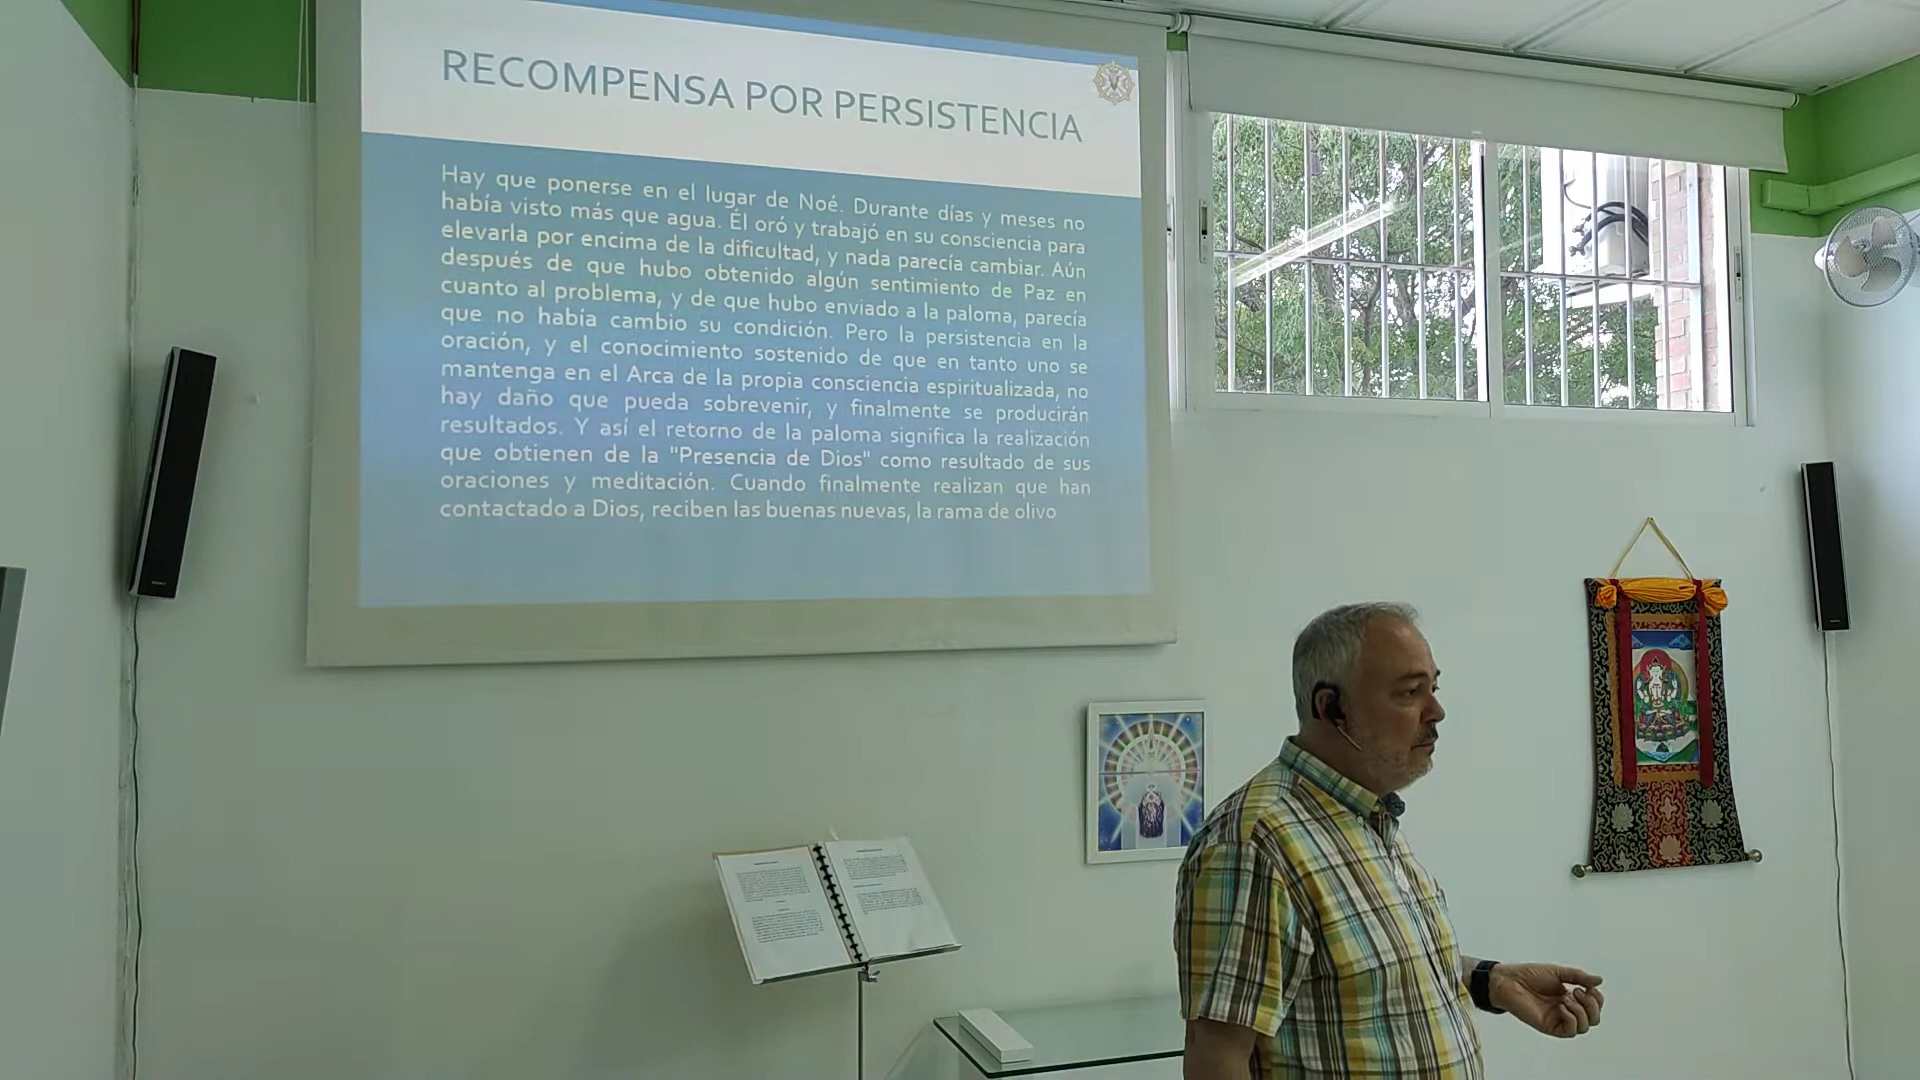 RECOMPENSA POR PERSISTENCIA
Hay que ponerse en el lugar de Noé. Durante días y meses no
había visto más que agua. Él oró y trabajó en su consciencia para
elevarla por encima de la dificultad, y nada parecía cambiar. Aún
después de que hubo obtenido algún sentimiento de Paz en
cuanto al problema, y de que hubo enviado a la paloma, parecía
que no había cambio su condición. Pero la persistencia en la
oración, y el conocimiento sostenido de que en tanto uno se
mantenga en el Arca de la propia consciencia espiritualizada, no
hay daño que pueda sobrevenir, y finalmente se producirán
resultados. Y así el retorno de la paloma significa la realización
que obtienen de la "Presencia de Dios" como resultado de sus
oraciones y meditación. Cuando finalmente realizan que han
contactado a Dios, reciben las buenas nuevas, la rama de olivo